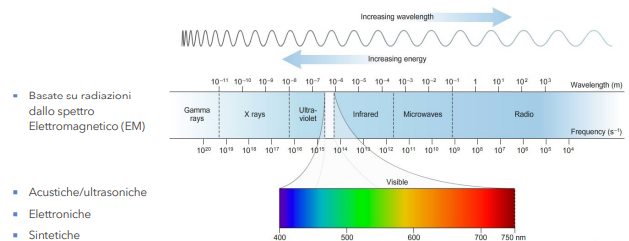 Increasing wavelength
Increasing energy
10⁻¹¹ 10⁻¹⁰ 10⁻⁹ 10⁻⁸ 10⁻⁷ 10⁻⁶ 10⁻⁵ 10⁻⁴ 10⁻³ 10⁻² 10⁻¹ 1 10¹ 10² 10³ Wavelength (m)
▪ Basate su radiazioni
dallo spettro
Elettromagnetico (EM)
Gamma rays
X rays
Ultra-
violet
Infrared
Microwaves
Radio
Frequency (s⁻¹)
10²⁰ 10¹⁹ 10¹⁸ 10¹⁷ 10¹⁶ 10¹⁵ 10¹⁴ 10¹³ 10¹² 10¹¹ 10¹⁰ 10⁹ 10⁸ 10⁷ 10⁶ 10⁵ 10⁴
Visible
▪ Acustiche/ultrasoniche
▪ Elettroniche
▪ Sintetiche
400 500 600 700 750 nm